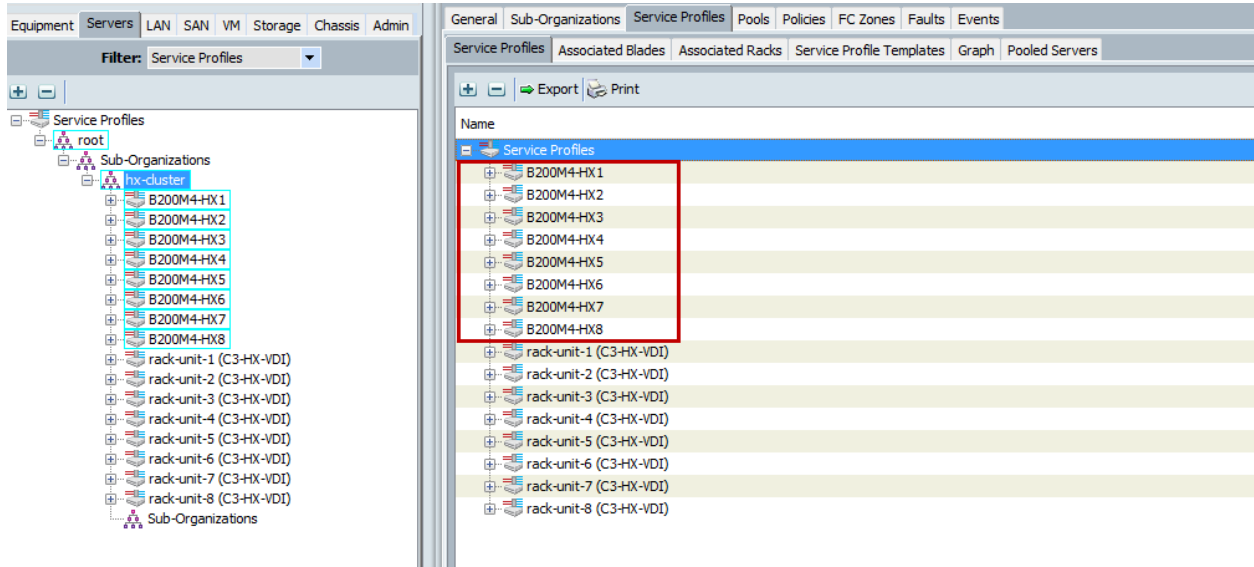 Equipment Servers LAN SAN VM Storage Chassis Admin
Filter: Service Profiles
Service Profiles
root
Sub-Organizations
hx-cluster
B200M4-HX1
B200M4-HX2
B200M4-HX3
B200M4-HX4
B200M4-HX5
B200M4-HX6
B200M4-HX7
B200M4-HX8
rack-unit-1 (C3-HX-VDI)
rack-unit-2 (C3-HX-VDI)
rack-unit-3 (C3-HX-VDI)
rack-unit-4 (C3-HX-VDI)
rack-unit-5 (C3-HX-VDI)
rack-unit-6 (C3-HX-VDI)
rack-unit-7 (C3-HX-VDI)
rack-unit-8 (C3-HX-VDI)
Sub-Organizations
General Sub-Organizations Service Profiles Pools Policies FC Zones Faults Events
Service Profiles Associated Blades Associated Racks Service Profile Templates Graph Pooled Servers
Export Print
Name
Service Profiles
B200M4-HX1
B200M4-HX2
B200M4-HX3
B200M4-HX4
B200M4-HX5
B200M4-HX6
B200M4-HX7
B200M4-HX8
rack-unit-1 (C3-HX-VDI)
rack-unit-2 (C3-HX-VDI)
rack-unit-3 (C3-HX-VDI)
rack-unit-4 (C3-HX-VDI)
rack-unit-5 (C3-HX-VDI)
rack-unit-6 (C3-HX-VDI)
rack-unit-7 (C3-HX-VDI)
rack-unit-8 (C3-HX-VDI)